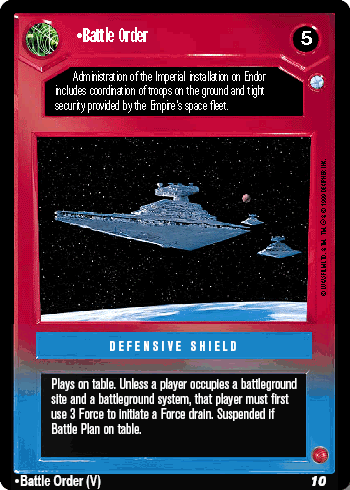 •Battle Order
5
Administration of the Imperial installation on Endor
includes coordination of troops on the ground and tight
security provided by the Empire's space fleet.
DEFENSIVE SHIELD
Plays on table. Unless a player occupies a battleground
site and a battleground system, that player must first
use 3 Force to initiate a Force drain. Suspended if
Battle Plan on table.
•Battle Order (V)
10